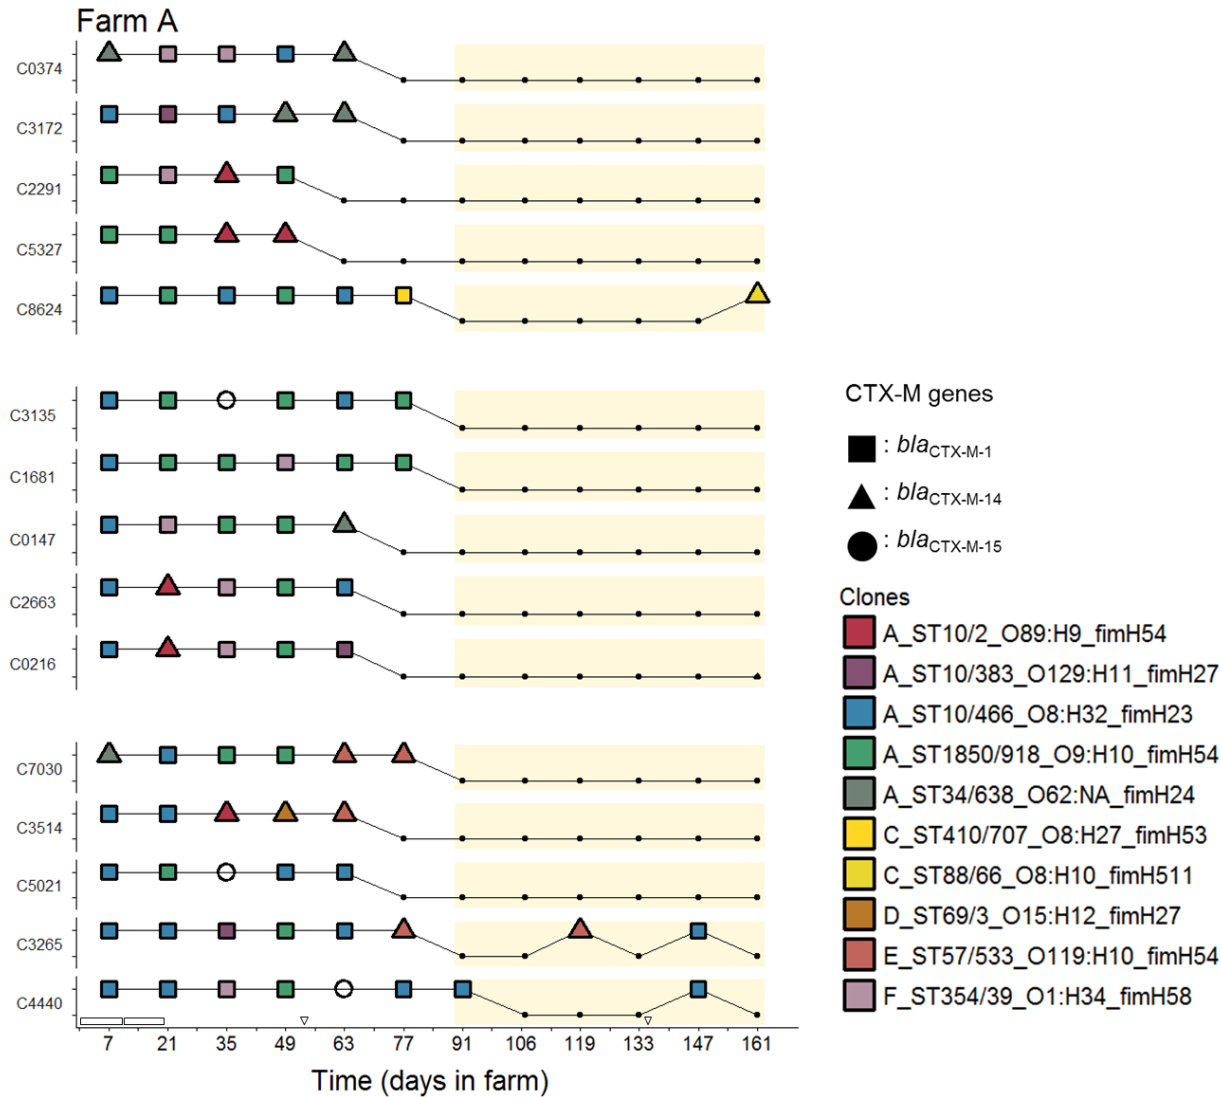 Farm A
C0374
C3172
C2291
C5327
C8624
C3135
C1681
C0147
C2663
C0216
C7030
C3514
C5021
C3265
C4440
7 21 35 49 63 77 91 106 119 133 147 161
Time (days in farm)
CTX-M genes
: blaCTX-M-1
: blaCTX-M-14
: blaCTX-M-15
Clones
A_ST10/2_O89:H9_fimH54
A_ST10/383_O129:H11_fimH27
A_ST10/466_O8:H32_fimH23
A_ST1850/918_O9:H10_fimH54
A_ST34/638_O62:NA_fimH24
C_ST410/707_O8:H27_fimH53
C_ST88/66_O8:H10_fimH511
D_ST69/3_O15:H12_fimH27
E_ST57/533_O119:H10_fimH54
F_ST354/39_O1:H34_fimH58